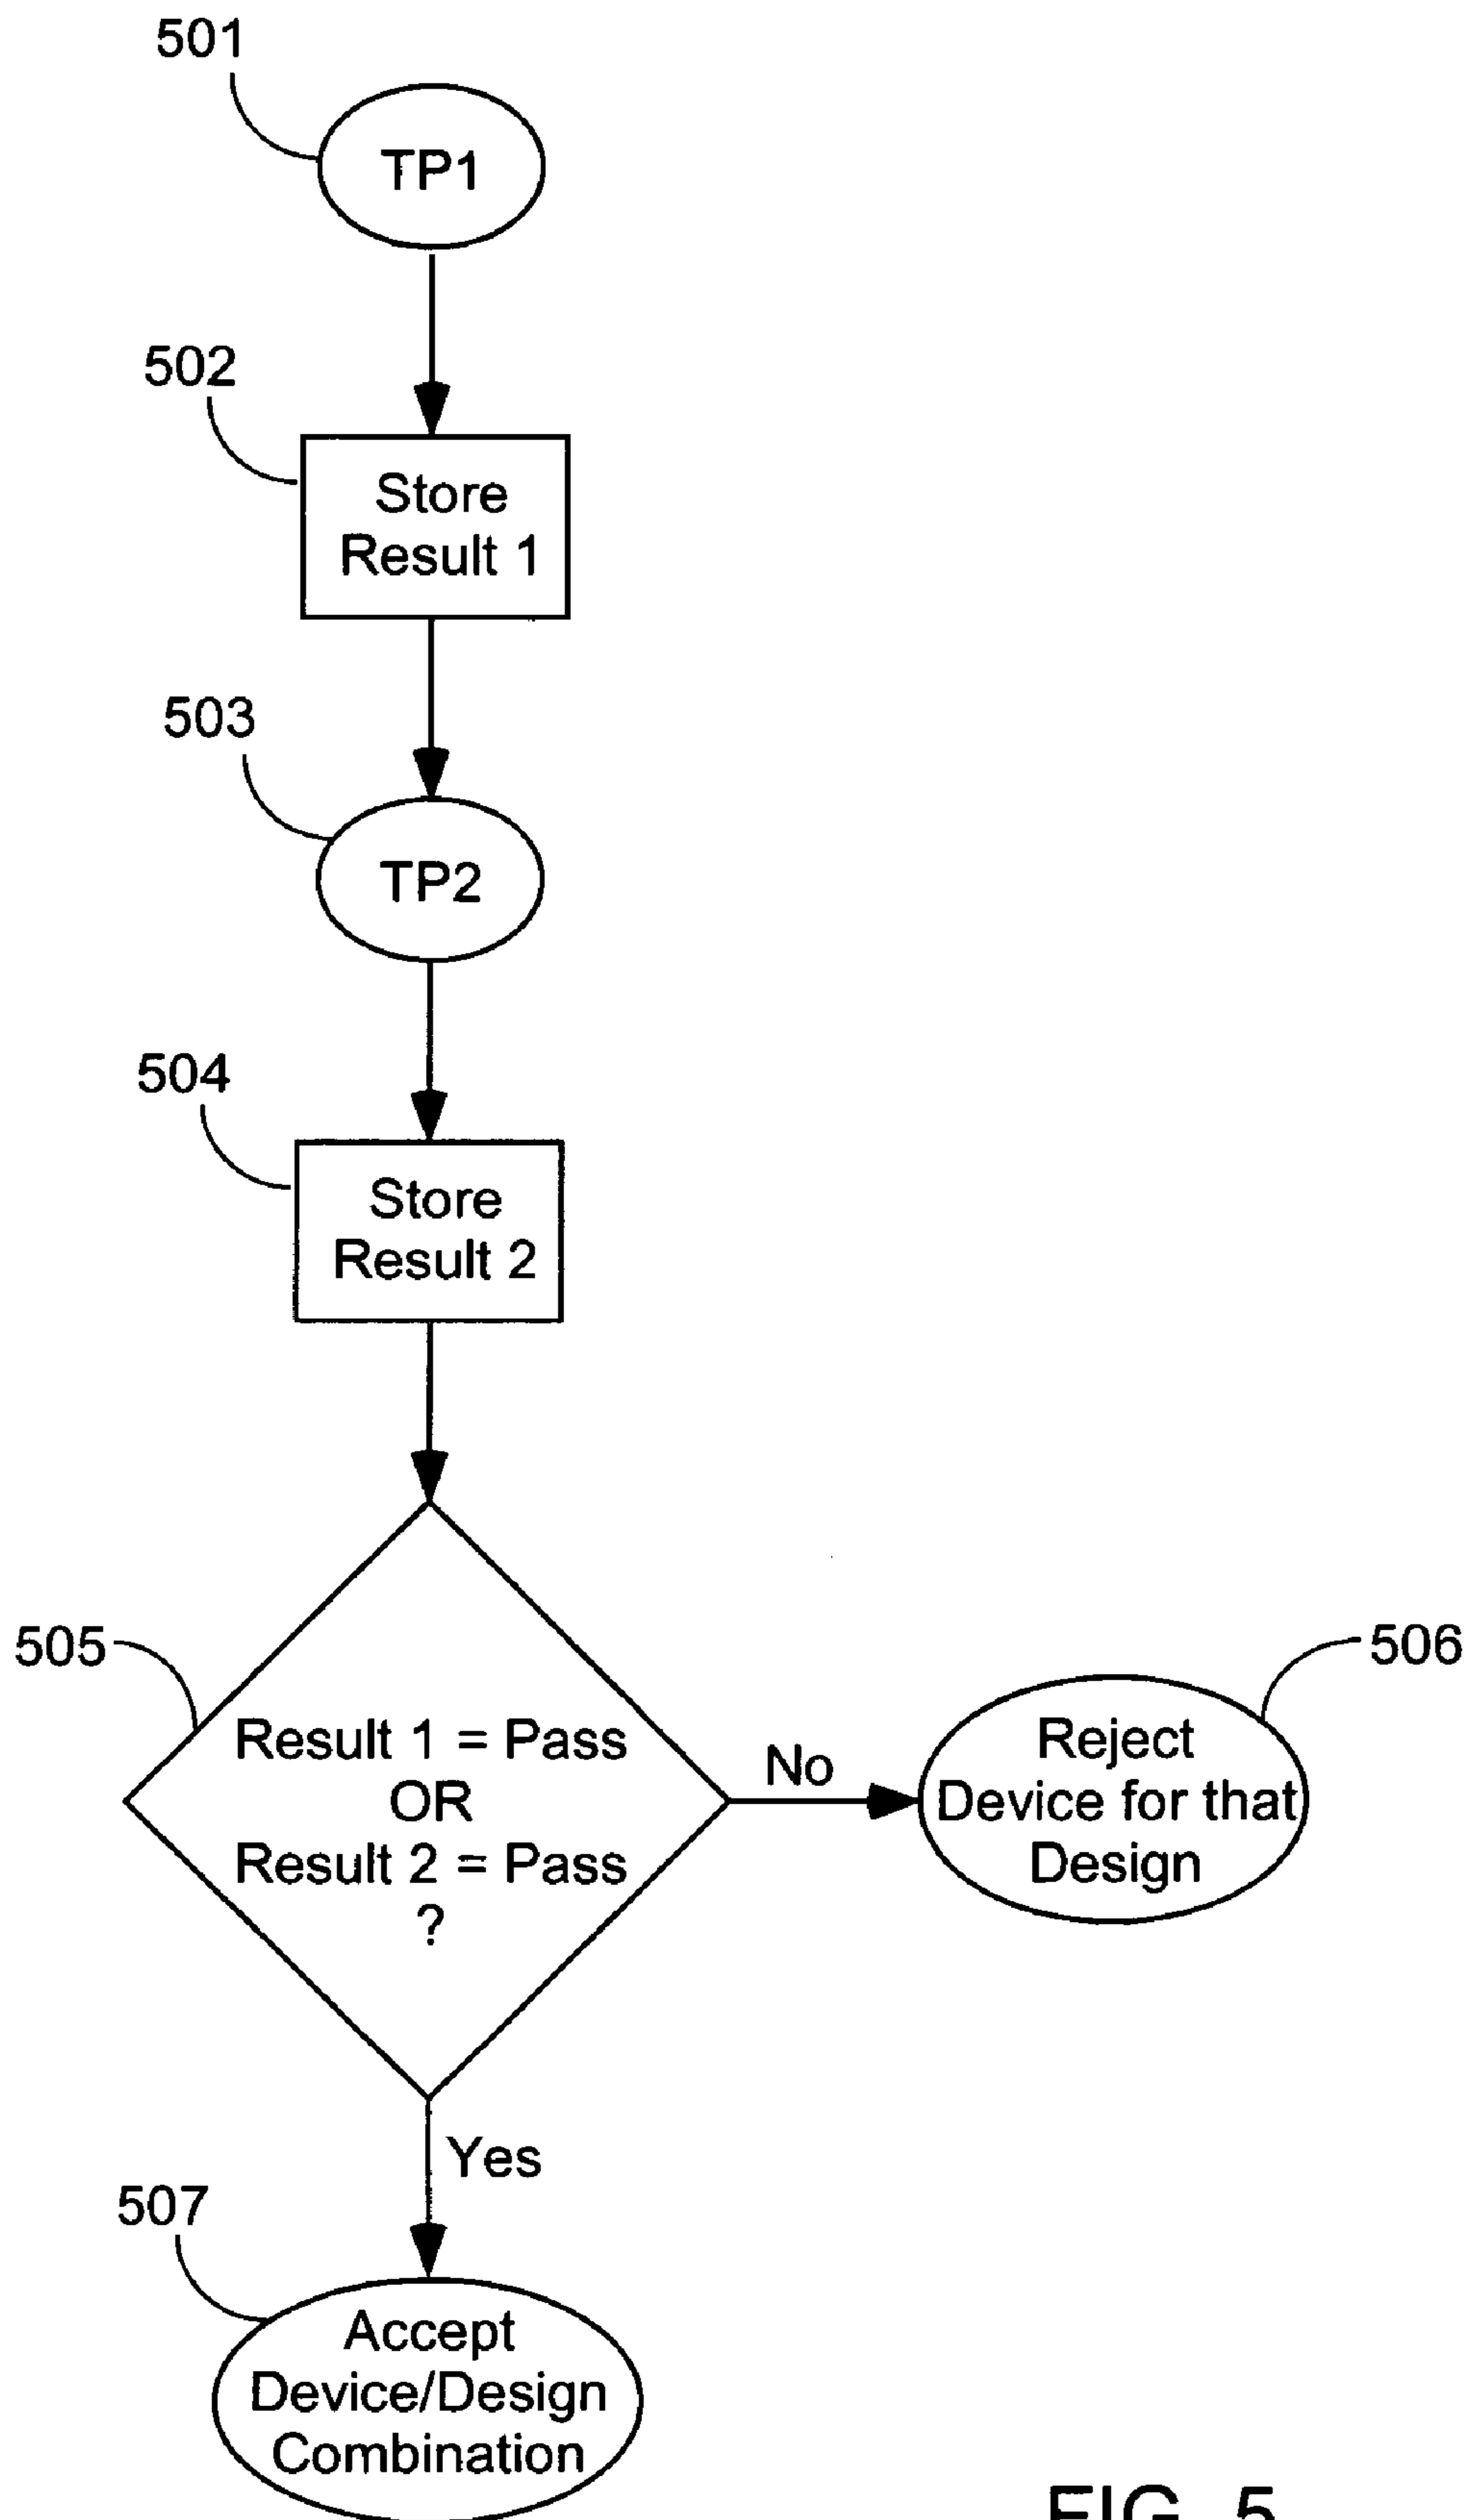 501
TP1
502
Store
Result 1
503
TP2
504
Store
Result 2
505
506
Result 1 = Pass
OR
Result 2 = Pass
?
No
Reject
Device for that
Design
Yes
507
Accept
Device/Design
Combination
FIG. 5